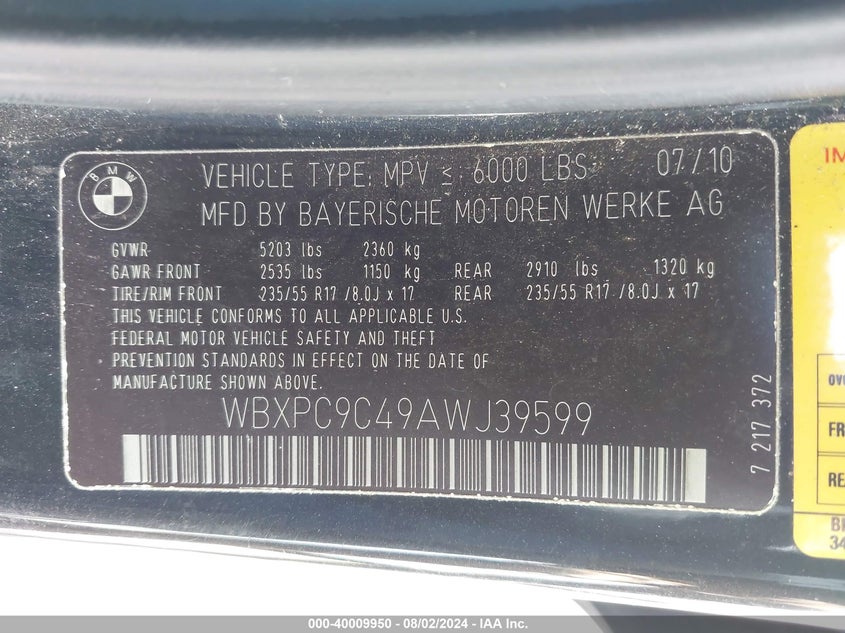 BMW
VEHICLE TYPE: MPV ≤ 6000 LBS 07/10
MFD BY BAYERISCHE MOTOREN WERKE AG
GVWR 5203 lbs 2360 kg
GAWR FRONT 2535 lbs 1150 kg REAR 2910 lbs 1320 kg
TIRE/RIM FRONT 235/55 R17 /8.0J x 17 REAR 235/55 R17 /8.0J x 17
THIS VEHICLE CONFORMS TO ALL APPLICABLE U.S.
FEDERAL MOTOR VEHICLE SAFETY AND THEFT
PREVENTION STANDARDS IN EFFECT ON THE DATE OF
MANUFACTURE SHOWN ABOVE.
WBXPC9C49AWJ39599
7 217 372
000-40009950 - 08/02/2024 - IAA Inc.